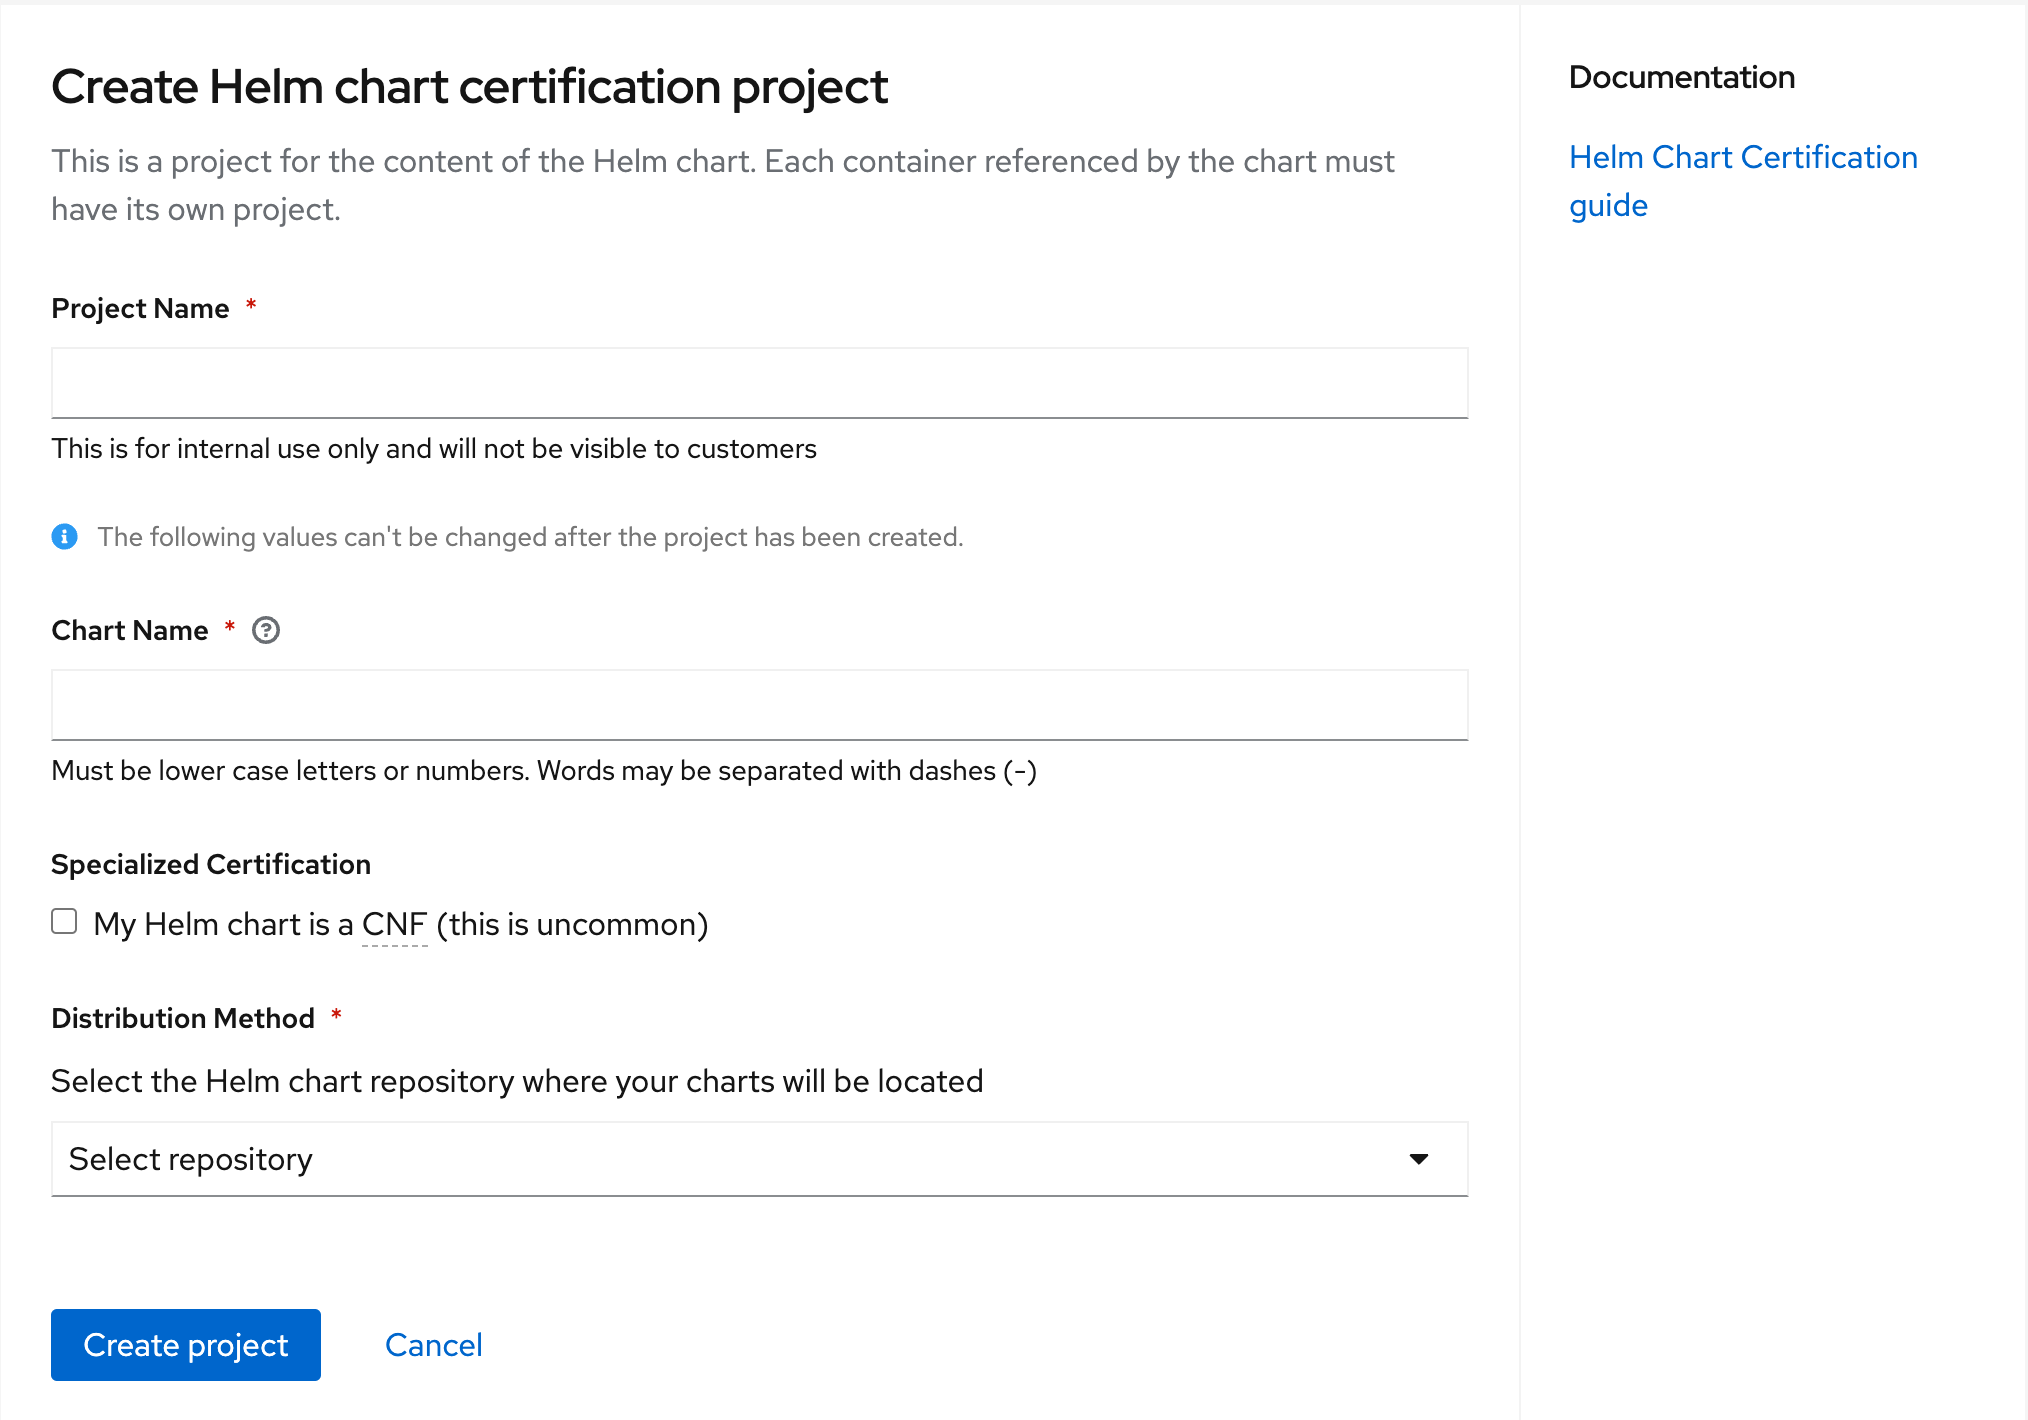 Create Helm chart certification project
This is a project for the content of the Helm chart. Each container referenced by the chart must
have its own project.
Project Name *
This is for internal use only and will not be visible to customers
The following values can't be changed after the project has been created.
Chart Name *
Must be lower case letters or numbers. Words may be separated with dashes (-)
Specialized Certification
My Helm chart is a CNF (this is uncommon)
Distribution Method *
Select the Helm chart repository where your charts will be located
Select repository
Create project
Cancel
Documentation
Helm Chart Certification
guide